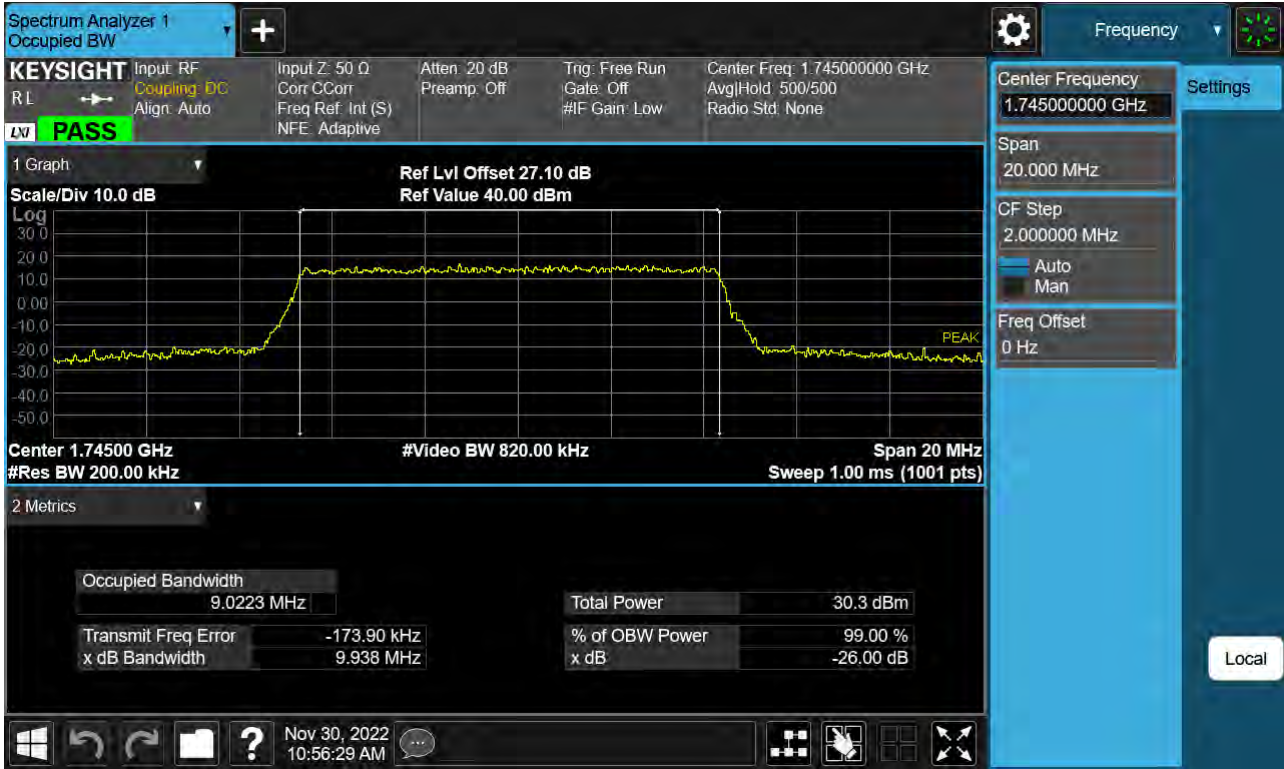 Spectrum Analyzer 1
Occupied BW
Frequency
KEYSIGHT
R L
LXI
PASS
Input: RF
Coupling: DC
Align: Auto
Input Z: 50 Ω
Corr CCorr
Freq Ref: Int (S)
NFE: Adaptive
Atten: 20 dB
Preamp: Off
Trig: Free Run
Gate: Off
#IF Gain: Low
Center Freq: 1.745000000 GHz
Avg|Hold: 500/500
Radio Std: None
Center Frequency
1.745000000 GHz
Settings
Span
20.000 MHz
CF Step
2.000000 MHz
Auto
Man
Freq Offset
0 Hz
1 Graph
Scale/Div 10.0 dB
Ref Lvl Offset 27.10 dB
Ref Value 40.00 dBm
Log
30.0
20.0
10.0
0.00
-10.0
-20.0
-30.0
-40.0
-50.0
PEAK
Center 1.74500 GHz
#Video BW 820.00 kHz
Span 20 MHz
#Res BW 200.00 kHz
Sweep 1.00 ms (1001 pts)
2 Metrics
Occupied Bandwidth
9.0223 MHz
Total Power 30.3 dBm
Transmit Freq Error -173.90 kHz
% of OBW Power 99.00 %
x dB Bandwidth 9.938 MHz
x dB -26.00 dB
Local
?
Nov 30, 2022
10:56:29 AM